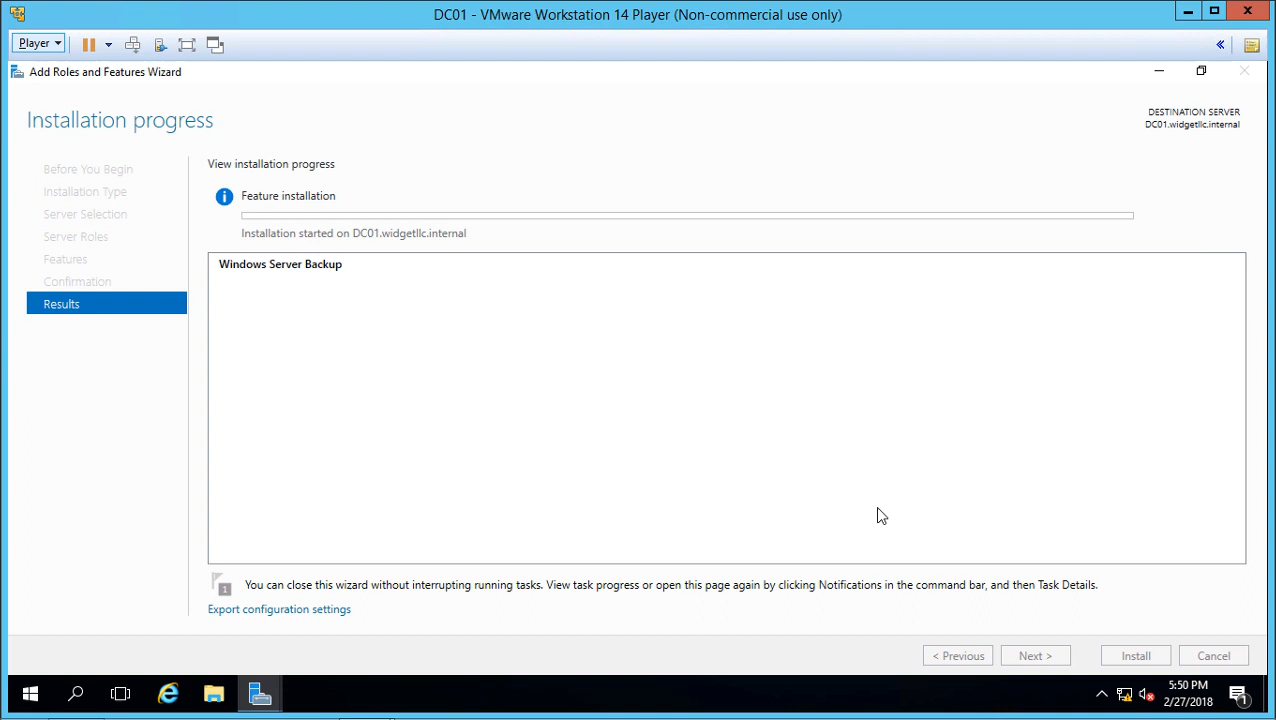 DC01 - VMware Workstation 14 Player (Non-commercial use only)
Player
Add Roles and Features Wizard
Installation progress
DESTINATION SERVER
DC01.widgetllc.internal
Before You Begin
Installation Type
Server Selection
Server Roles
Features
Confirmation
Results
View installation progress
Feature installation
Installation started on DC01.widgetllc.internal
Windows Server Backup
1
You can close this wizard without interrupting running tasks. View task progress or open this page again by clicking Notifications in the command bar, and then Task Details.
Export configuration settings
< Previous
Next >
Install
Cancel
5:50 PM
2/27/2018
1